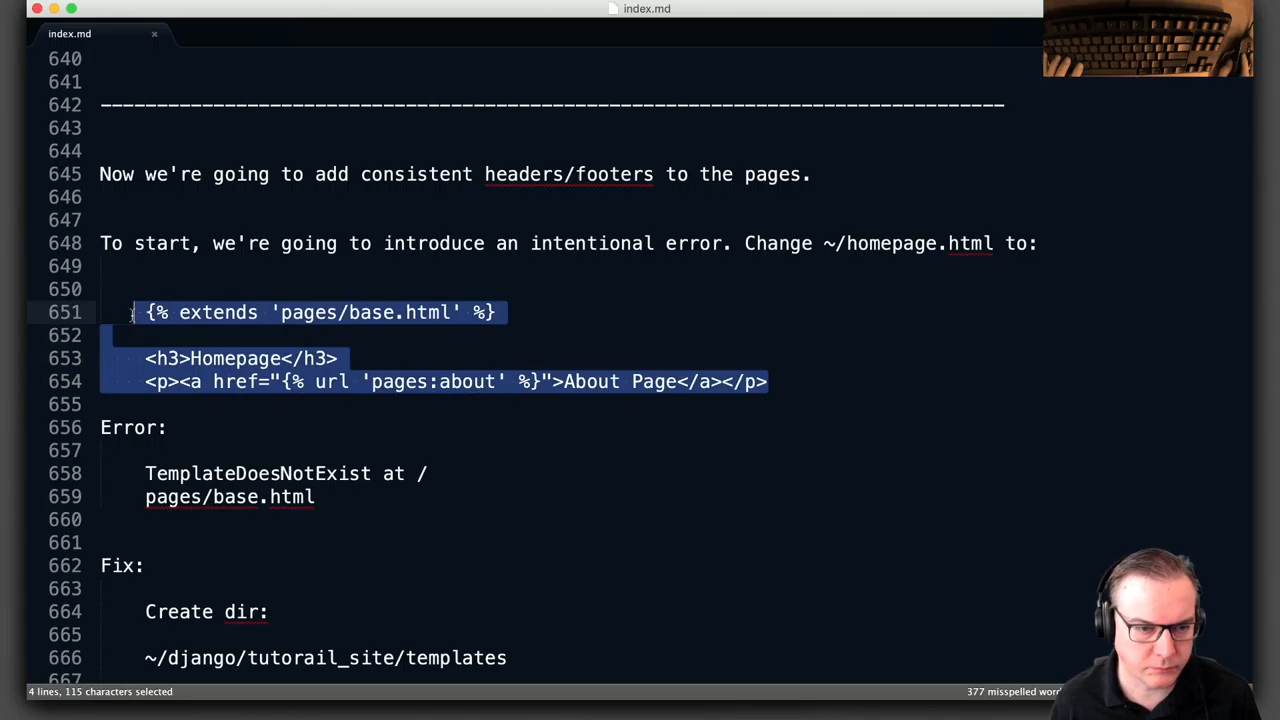 index.md
index.md
640
641
642 --------------------------------------------------------------------------------
643
644
645 Now we're going to add consistent headers/footers to the pages.
646
647
648 To start, we're going to introduce an intentional error. Change ~/homepage.html to:
649
650
651 {% extends 'pages/base.html' %}
652
653 <h3>Homepage</h3>
654 <p><a href="{% url 'pages:about' %}">About Page</a></p>
655
656 Error:
657
658 TemplateDoesNotExist at /
659 pages/base.html
660
661
662 Fix:
663
664 Create dir:
665
666 ~/django/tutorail_site/templates
667
4 lines, 115 characters selected
377 misspelled